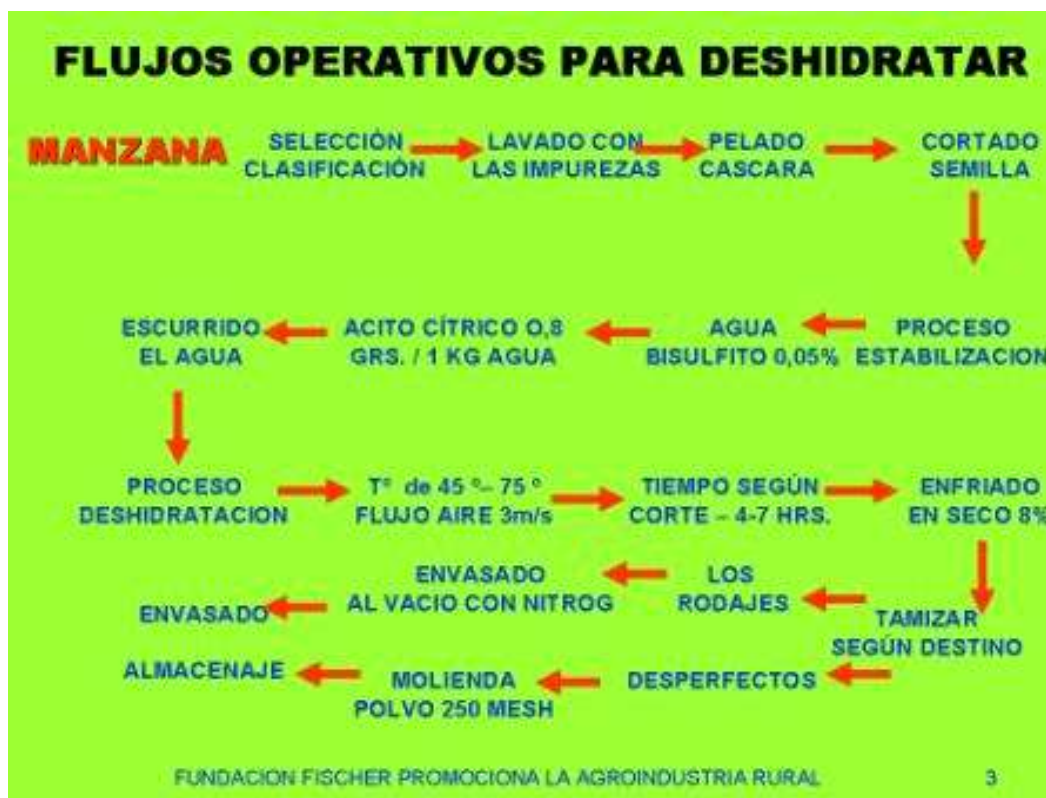 FLUJOS OPERATIVOS PARA DESHIDRATAR
MANZANA
SELECCIÓN
CLASIFICACIÓN
LAVADO CON
LAS IMPUREZAS
PELADO
CASCARA
CORTADO
SEMILLA
PROCESO
ESTABILIZACION
AGUA
BISULFITO 0,05%
ACITO CÍTRICO O,8
GRS. / 1 KG AGUA
ESCURRIDO
EL AGUA
PROCESO
DESHIDRATACION
Tº de 45 º– 75 º
FLUJO AIRE 3m/s
TIEMPO SEGÚN
CORTE – 4-7 HRS.
ENFRIADO
EN SECO 8%
TAMIZAR
SEGÚN DESTINO
LOS
RODAJES
ENVASADO
AL VACIO CON NITROG
ENVASADO
DESPERFECTOS
MOLIENDA
POLVO 250 MESH
ALMACENAJE
FUNDACION FISCHER PROMOCIONA LA AGROINDUSTRIA RURAL
3